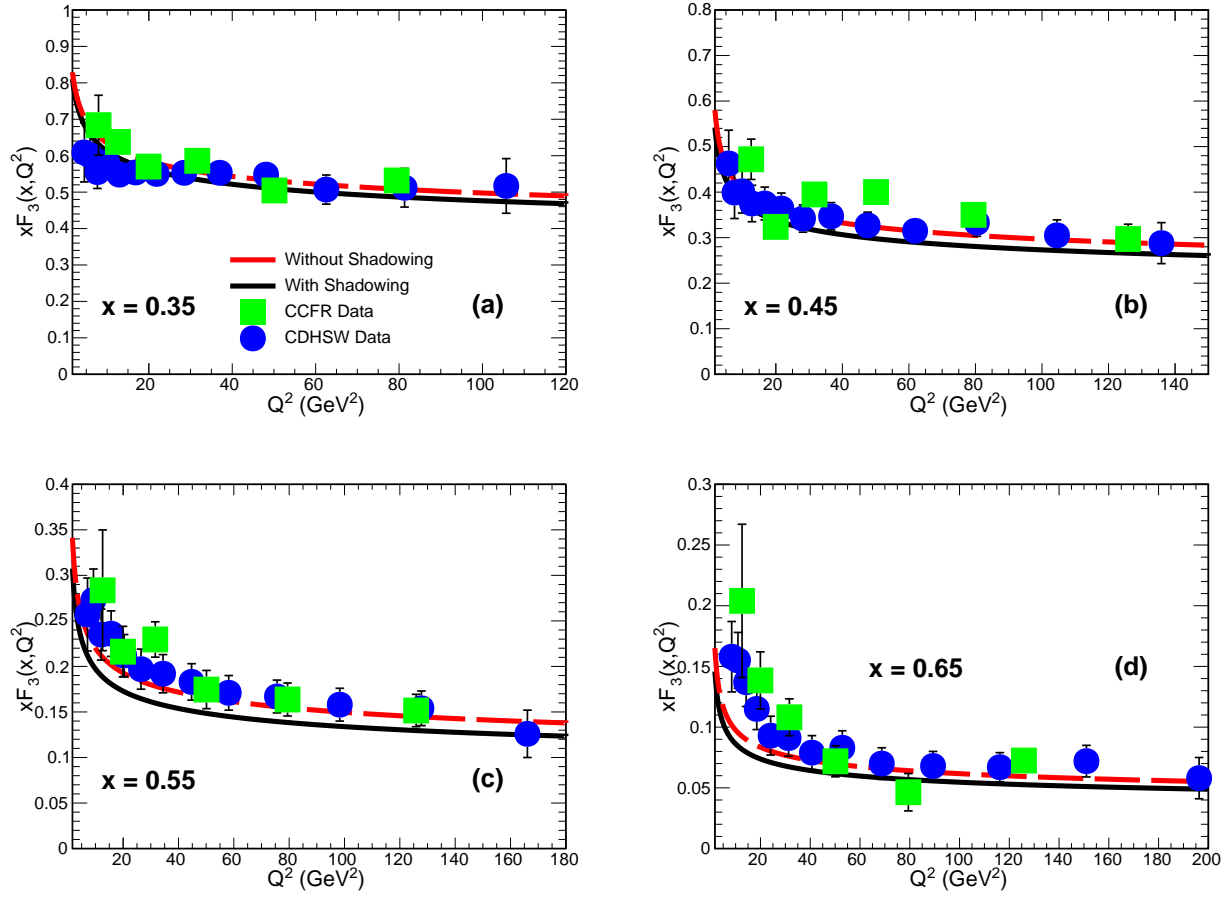 1
0.9
0.8
0.7
0.6
0.5
0.4
0.3
0.2
0.1
0
xF3(x,Q2)
Without Shadowing
With Shadowing
CCFR Data
CDHSW Data
x = 0.35
(a)
20 40 60 80 100 120
Q2 (GeV2)
0.8
0.7
0.6
0.5
0.4
0.3
0.2
0.1
0
xF3(x,Q2)
x = 0.45
(b)
20 40 60 80 100 120 140
Q2 (GeV2)
0.4
0.35
0.3
0.25
0.2
0.15
0.1
0.05
0
xF3(x,Q2)
x = 0.55
(c)
20 40 60 80 100 120 140 160 180
Q2 (GeV2)
0.3
0.25
0.2
0.15
0.1
0.05
0
xF3(x,Q2)
x = 0.65
(d)
20 40 60 80 100 120 140 160 180 200
Q2 (GeV2)